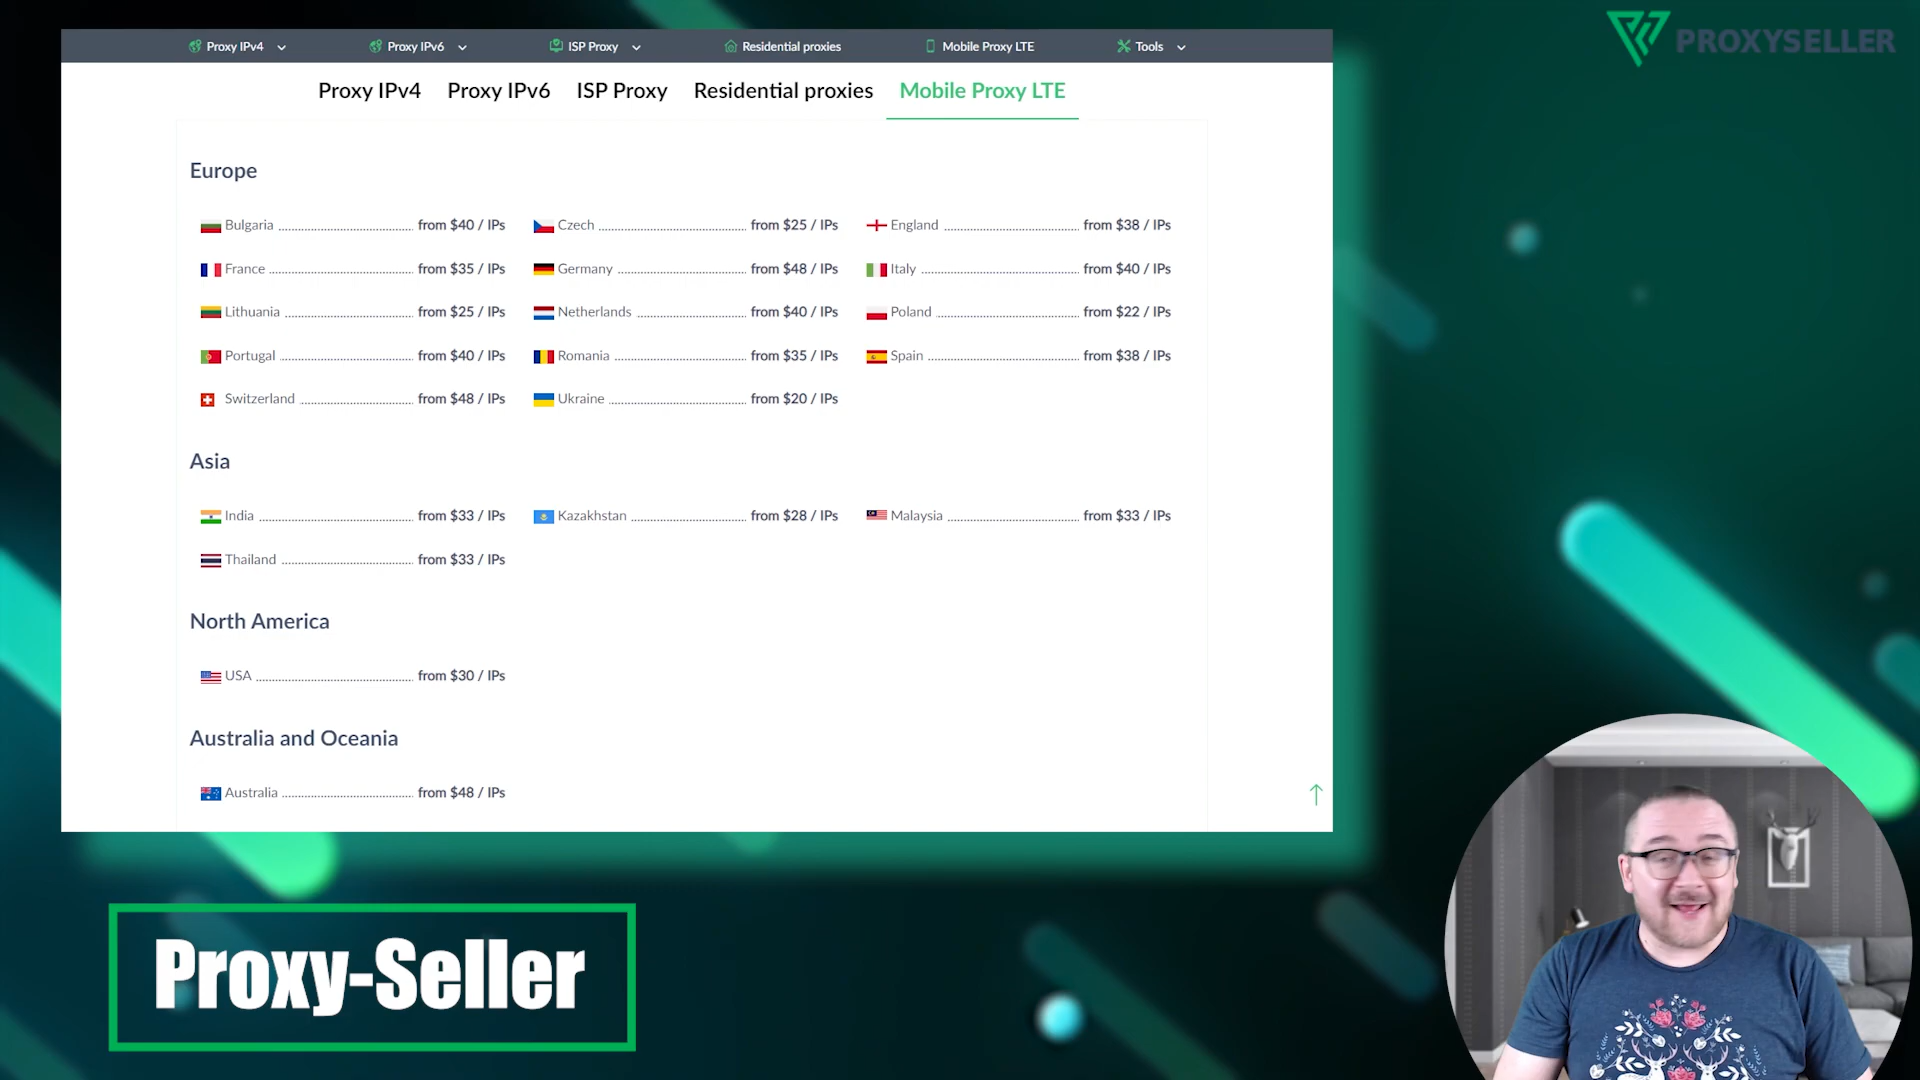 Proxy IPv4 Proxy IPv6 ISP Proxy Residential proxies Mobile Proxy LTE Tools
PROXYSELLER
Proxy IPv4 Proxy IPv6 ISP Proxy Residential proxies Mobile Proxy LTE
Europe
Bulgaria from $40 / IPs Czech from $25 / IPs England from $38 / IPs
France from $35 / IPs Germany from $48 / IPs Italy from $40 / IPs
Lithuania from $25 / IPs Netherlands from $40 / IPs Poland from $22 / IPs
Portugal from $40 / IPs Romania from $35 / IPs Spain from $38 / IPs
Switzerland from $48 / IPs Ukraine from $20 / IPs
Asia
India from $33 / IPs Kazakhstan from $28 / IPs Malaysia from $33 / IPs
Thailand from $33 / IPs
North America
USA from $30 / IPs
Australia and Oceania
Australia from $48 / IPs
Proxy-Seller